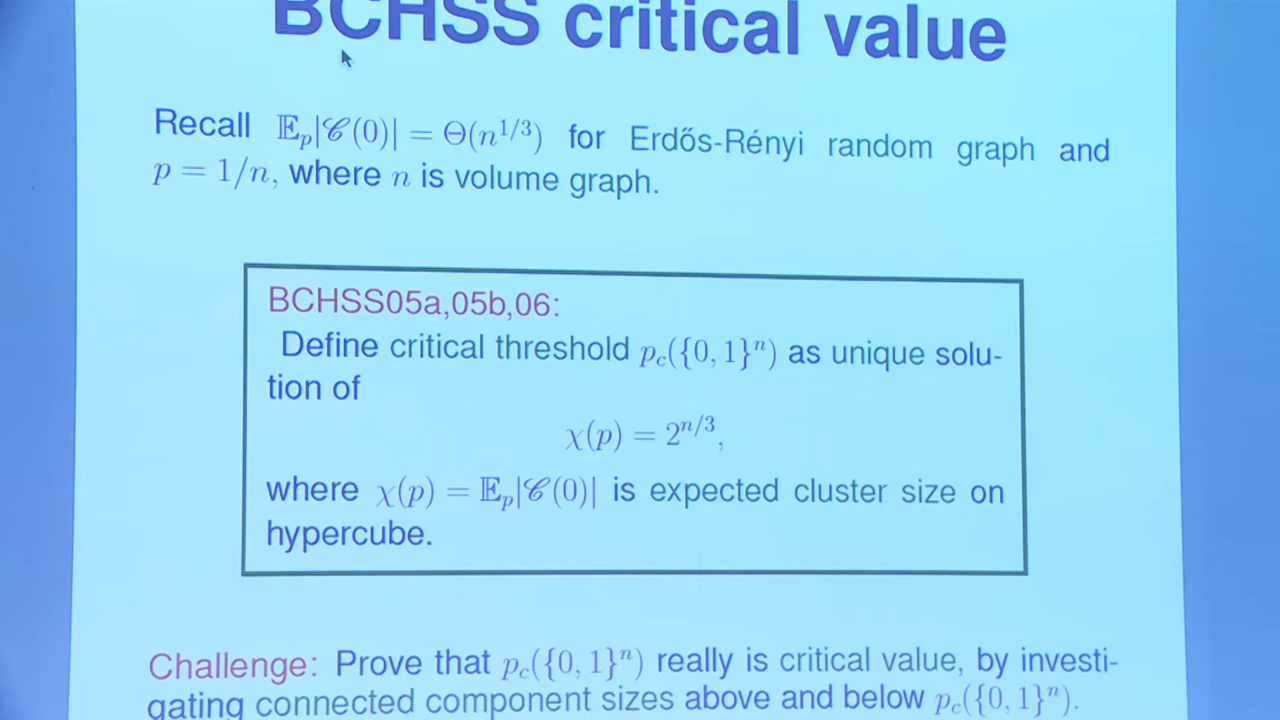 BCHSS critical value
Recall 𝔼ₚ|𝒞(0)| = Θ(n^{1/3}) for Erdős-Rényi random graph and
p = 1/n, where n is volume graph.
BCHSS05a,05b,06:
Define critical threshold p_c({0, 1}^n) as unique solu-
tion of
χ(p) = 2^{n/3},
where χ(p) = 𝔼ₚ|𝒞(0)| is expected cluster size on
hypercube.
Challenge: Prove that p_c({0, 1}^n) really is critical value, by investi-
gating connected component sizes above and below p_c({0, 1}^n).